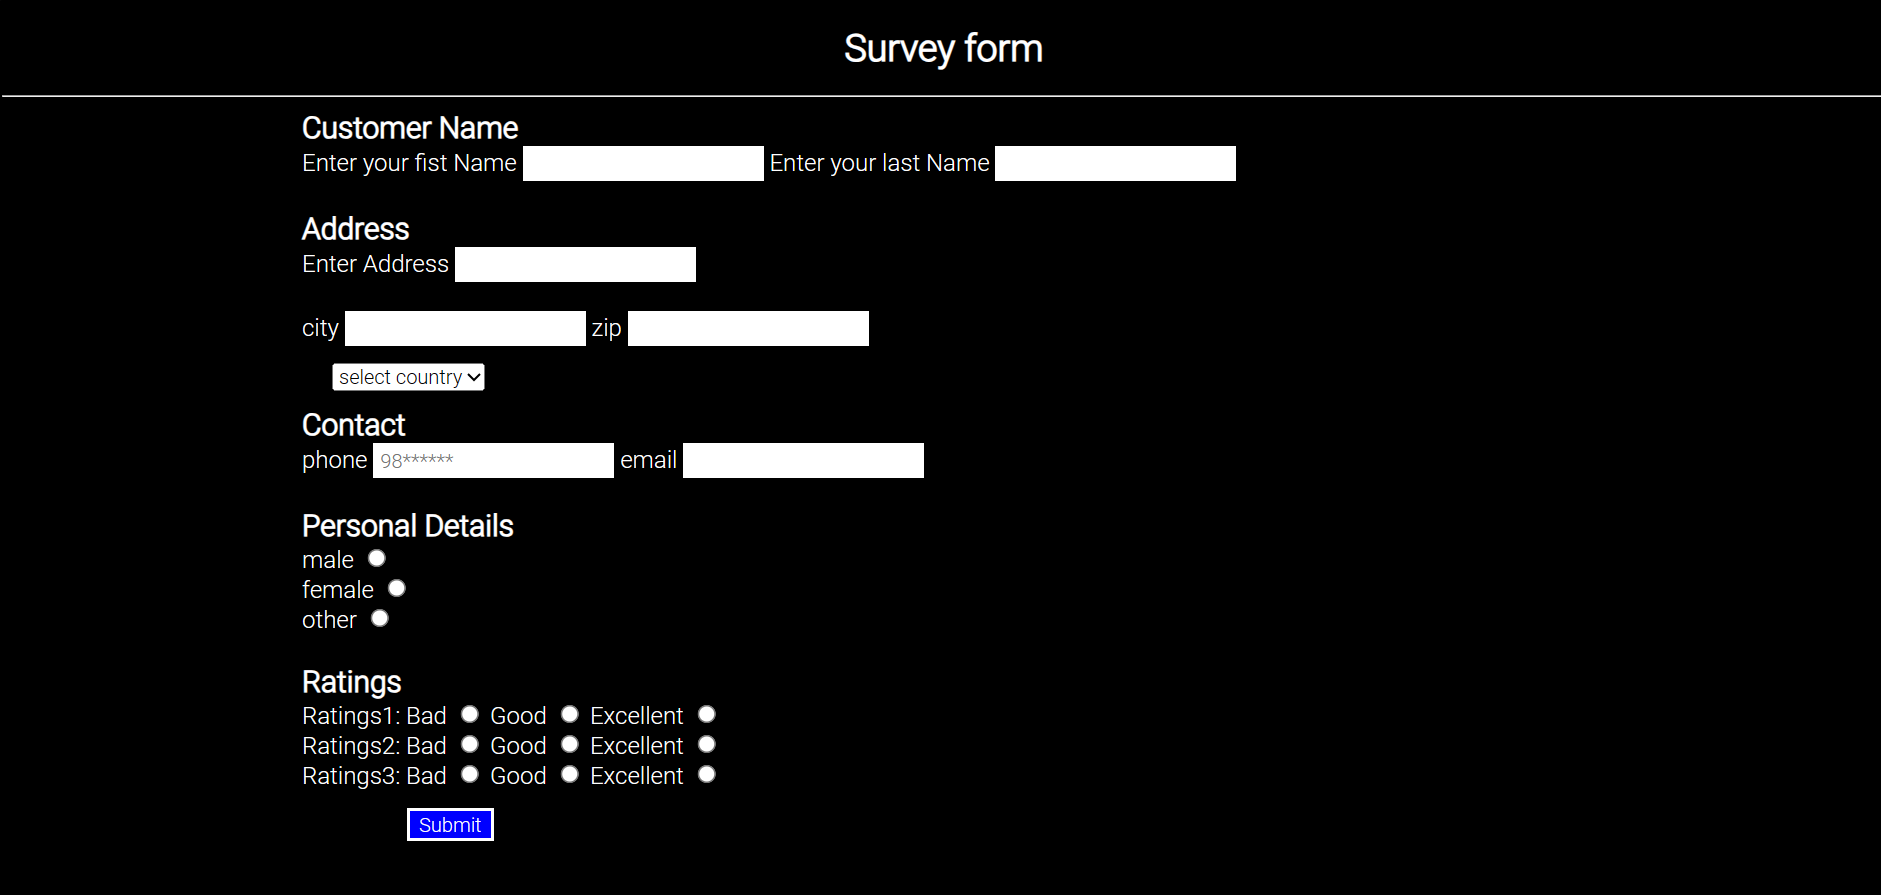 Survey form
Customer Name
Enter your fist Name Enter your last Name
Address
Enter Address
city zip
select country
Contact
phone 98****** email
Personal Details
male
female
other
Ratings
Ratings1: Bad Good Excellent
Ratings2: Bad Good Excellent
Ratings3: Bad Good Excellent
Submit